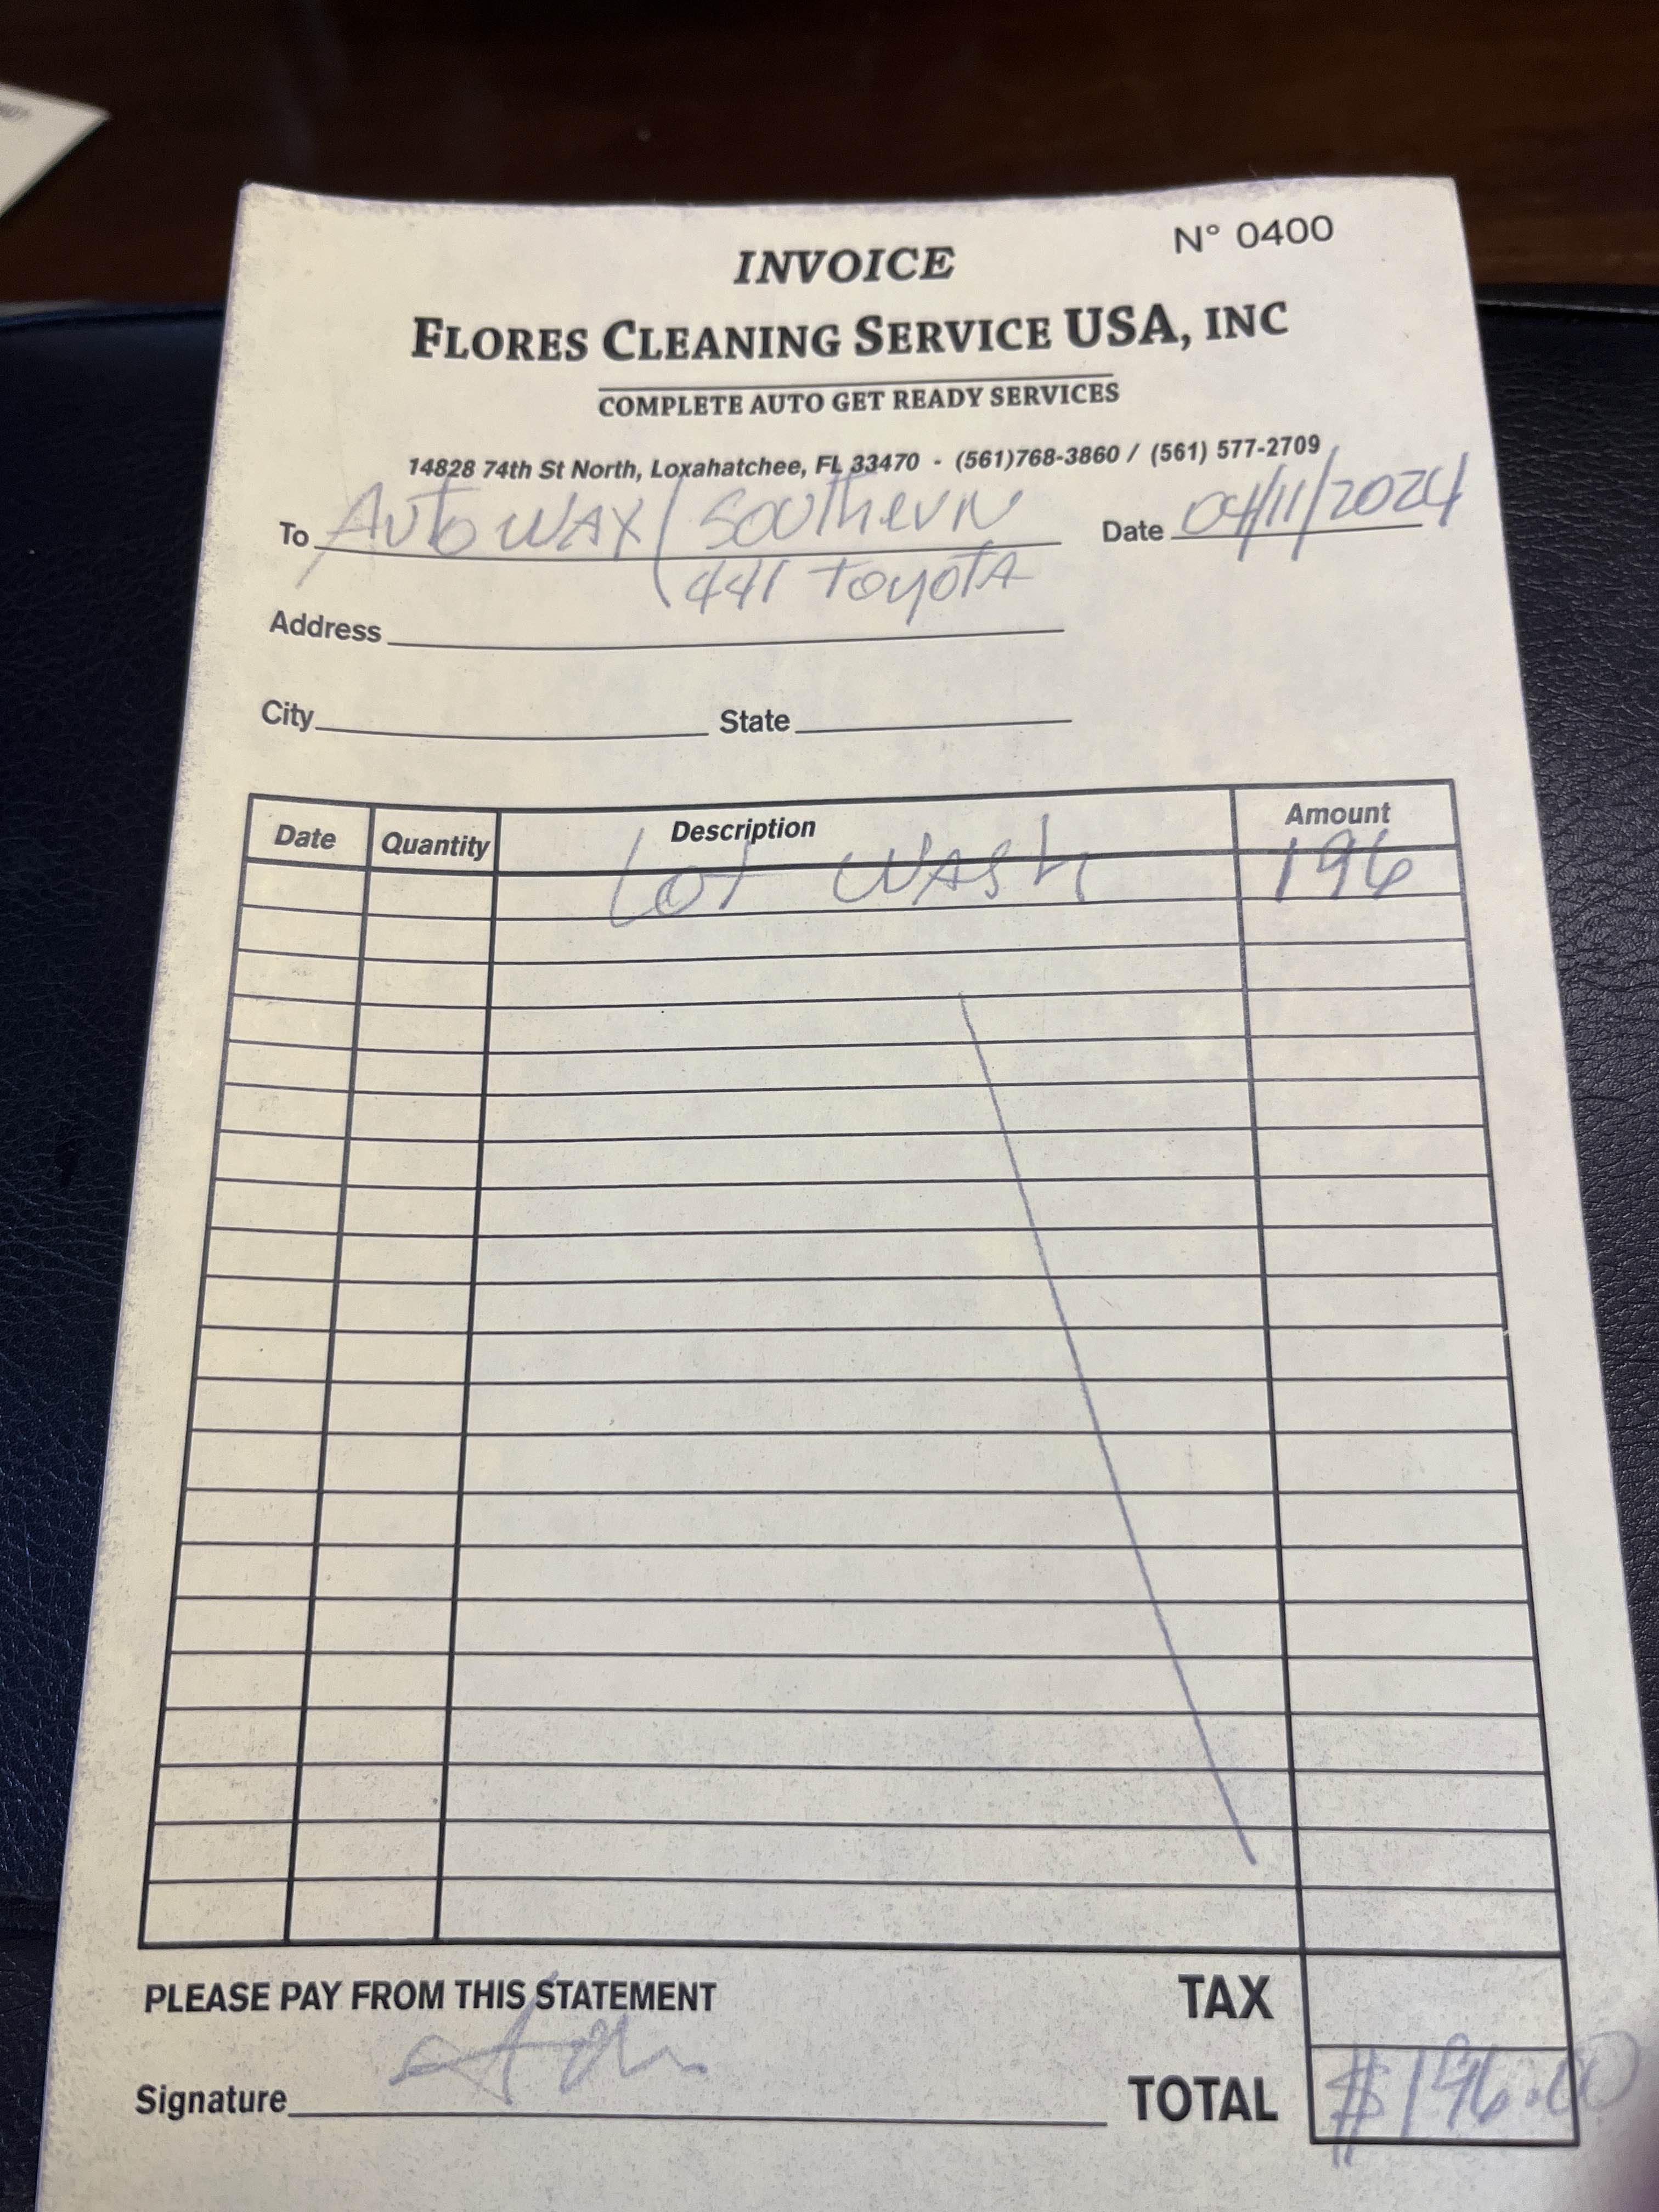 N° 0400
INVOICE
FLORES CLEANING SERVICE USA, INC
COMPLETE AUTO GET READY SERVICES
14828 74th St North, Loxahatchee, FL 33470 - (561)768-3860 / (561) 577-2709
To Auto WAX / Southern Date 04/11/2024
441 Toyota
Address
City State
Date Quantity Description Amount
Lot Wash 196
PLEASE PAY FROM THIS STATEMENT TAX
Signature TOTAL $196.00